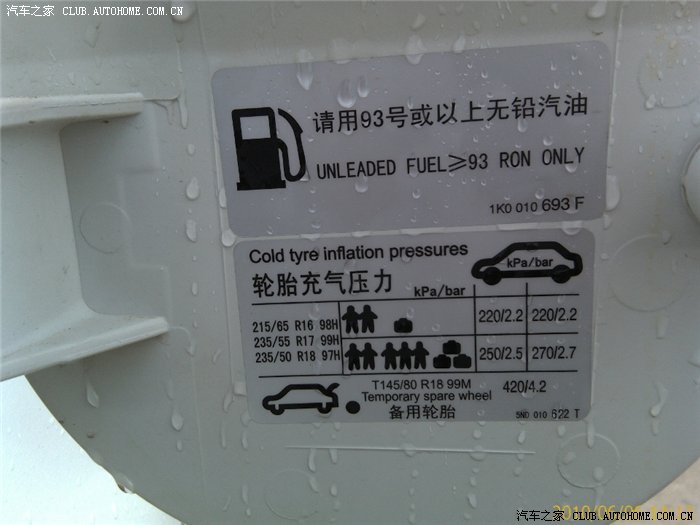 汽车之家 CLUB.AUTOHOME.COM.CN
请用93号或以上无铅汽油
UNLEADED FUEL≥93 RON ONLY
1K0 010 693 F
Cold tyre inflation pressures
轮胎充气压力 kPa/bar
kPa/bar
215/65 R16 98H
235/55 R17 99H
235/50 R18 97H
220/2.2 220/2.2
250/2.5 270/2.7
T145/80 R18 99M 420/4.2
Temporary spare wheel
备用轮胎
5N0 010 622 T
汽车之家 CLUB.AUTOHOME.COM.CN